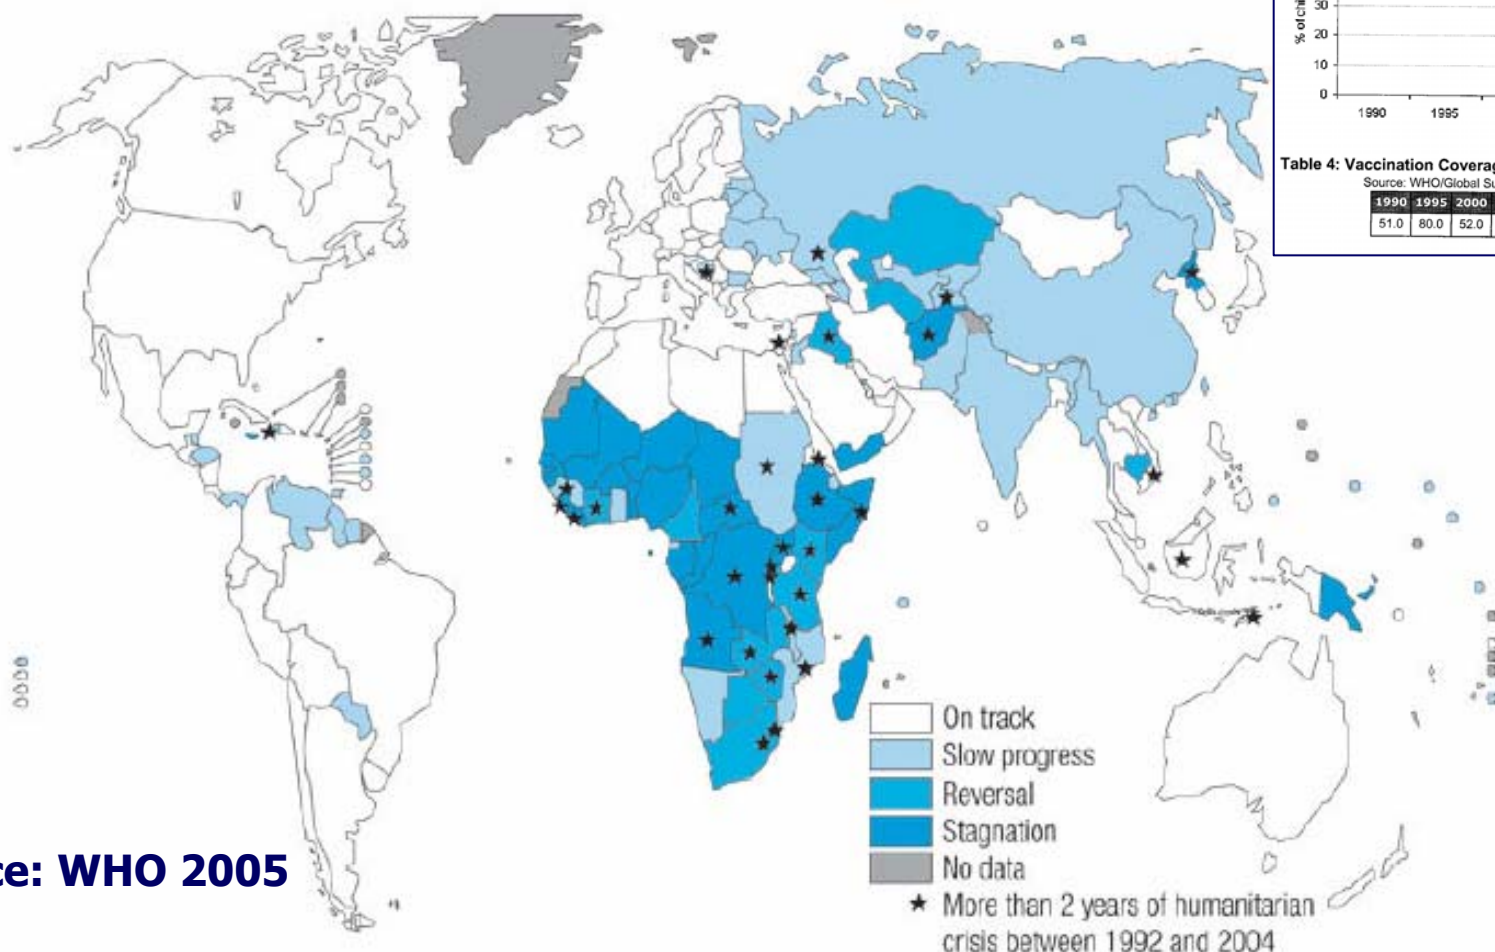 % of chi
30
20
10
0
1990 1995
Table 4: Vaccination Coverag
Source: WHO/Global Su
1990 1995 2000
51.0 80.0 52.0
On track
Slow progress
Reversal
Stagnation
No data
★ More than 2 years of humanitarian
crisis between 1992 and 2004
ce: WHO 2005